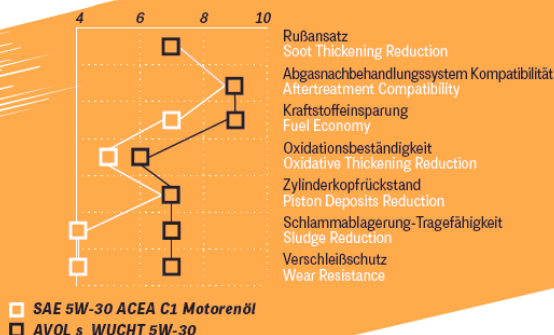 4 6 8 10
Rußansatz
Soot Thickening Reduction
Abgasnachbehandlungssystem Kompatibilität
Aftertreatment Compatibility
Kraftstoffeinsparung
Fuel Economy
Oxidationsbeständigkeit
Oxidative Thickening Reduction
Zylinderkopfrückstand
Piston Deposits Reduction
Schlammablagerung-Tragefähigkeit
Sludge Reduction
Verschleißschutz
Wear Resistance
SAE 5W-30 ACEA C1 Motorenöl
AVOL s WUCHT 5W-30